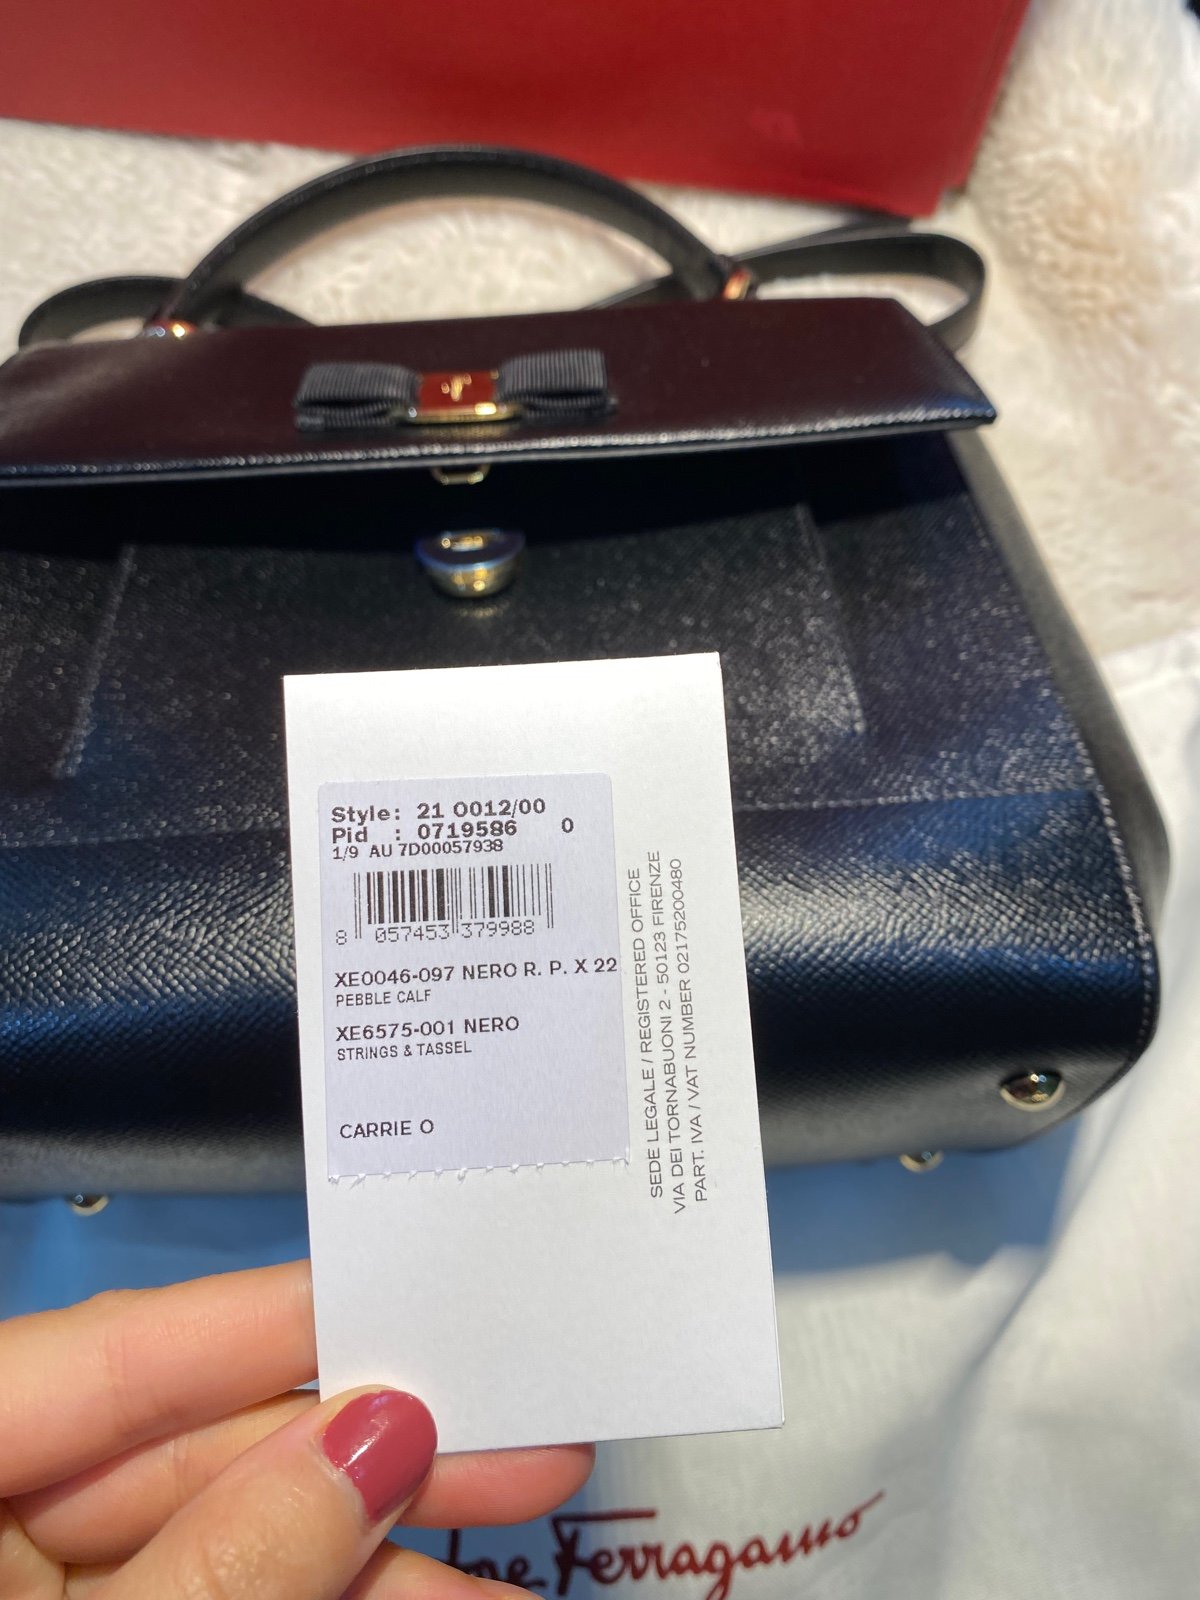 Style: 21 0012/00
Pid : 0719586 0
1/9 AU 7D00057938
8 057453 379988
XE0046-097 NERO R. P. X 22
PEBBLE CALF
XE6575-001 NERO
STRINGS & TASSEL
CARRIE O
SEDE LEGALE / REGISTERED OFFICE
VIA DEI TORNABUONI 2 - 50123 FIRENZE
PART. IVA / VAT NUMBER 02175200480
Ferragamo